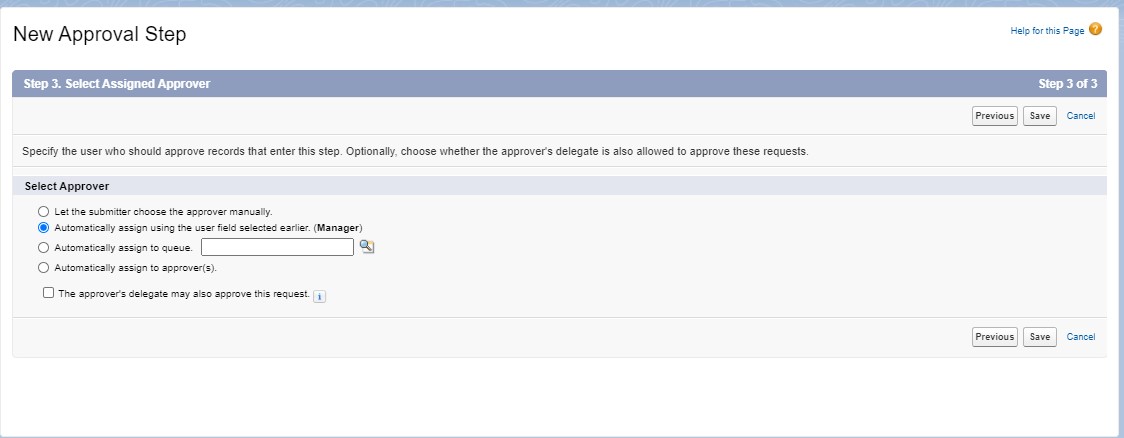 New Approval Step
Help for this Page ?
Step 3. Select Assigned Approver Step 3 of 3
Previous Save Cancel
Specify the user who should approve records that enter this step. Optionally, choose whether the approver's delegate is also allowed to approve these requests.
Select Approver
Let the submitter choose the approver manually.
Automatically assign using the user field selected earlier. (Manager)
Automatically assign to queue.
Automatically assign to approver(s).
The approver's delegate may also approve this request. i
Previous Save Cancel